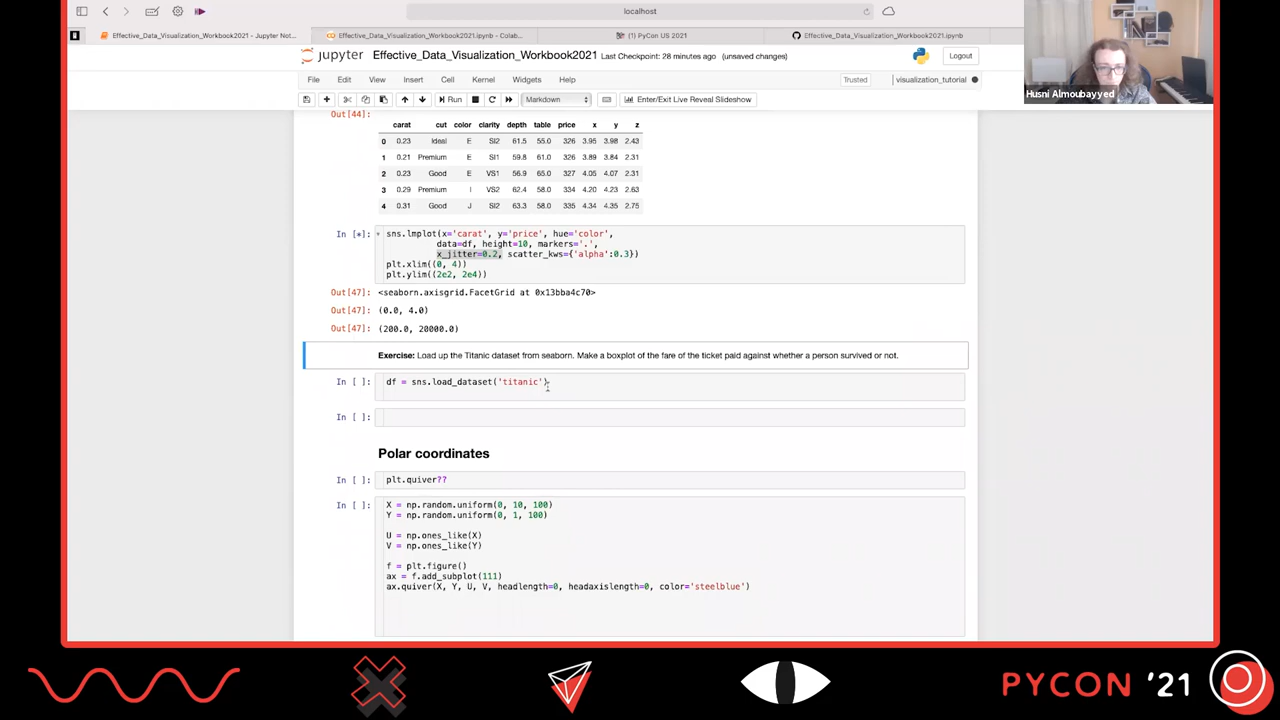 localhost
Effective_Data_Visualization_Workbook2021 - Jupyter Not...
Effective_Data_Visualization_Workbook2021.ipynb - Colab...
(1) PyCon US 2021
Effective_Data_Visualization_Workbook2021.ipynb
jupyter Effective_Data_Visualization_Workbook2021 Last Checkpoint: 28 minutes ago (unsaved changes)
Logout
File Edit View Insert Cell Kernel Widgets Help
Trusted visualization_tutorial
Run Markdown Enter/Exit Live Reveal Slideshow
Husni Almoubayyed
Out[44]:
carat cut color clarity depth table price x y z
0 0.23 Ideal E SI2 61.5 55.0 326 3.95 3.98 2.43
1 0.21 Premium E SI1 59.8 61.0 326 3.89 3.84 2.31
2 0.23 Good E VS1 56.9 65.0 327 4.05 4.07 2.31
3 0.29 Premium I VS2 62.4 58.0 334 4.20 4.23 2.63
4 0.31 Good J SI2 63.3 58.0 335 4.34 4.35 2.75
In [*]: sns.lmplot(x='carat', y='price', hue='color',
data=df, height=10, markers='.',
x_jitter=0.2, scatter_kws={'alpha':0.3})
plt.xlim((0, 4))
plt.ylim((2e2, 2e4))
Out[47]: <seaborn.axisgrid.FacetGrid at 0x13bba4c70>
Out[47]: (0.0, 4.0)
Out[47]: (200.0, 20000.0)
Exercise: Load up the Titanic dataset from seaborn. Make a boxplot of the fare of the ticket paid against whether a person survived or not.
In [ ]: df = sns.load_dataset('titanic')
In [ ]:
Polar coordinates
In [ ]: plt.quiver??
In [ ]: X = np.random.uniform(0, 10, 100)
Y = np.random.uniform(0, 1, 100)
U = np.ones_like(X)
V = np.ones_like(Y)
f = plt.figure()
ax = f.add_subplot(111)
ax.quiver(X, Y, U, V, headlength=0, headaxislength=0, color='steelblue')
PYCON '21